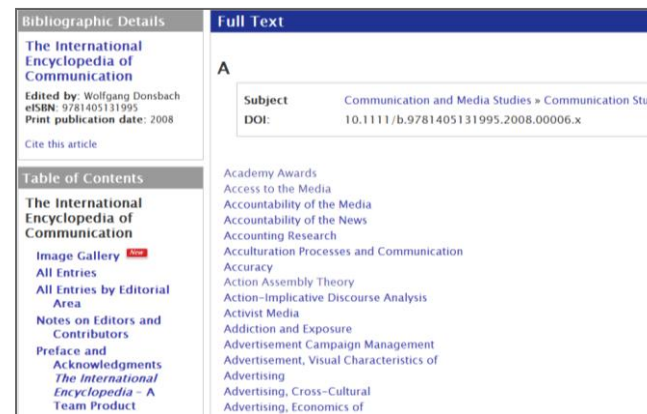 Bibliographic Details
The International
Encyclopedia of
Communication
Edited by: Wolfgang Donsbach
eISBN: 9781405131995
Print publication date: 2008
Cite this article
Table of Contents
The International
Encyclopedia of
Communication
Image Gallery New
All Entries
All Entries by Editorial
Area
Notes on Editors and
Contributors
Preface and
Acknowledgments
The International
Encyclopedia – A
Team Product
Full Text
A
Subject Communication and Media Studies » Communication Stu
DOI: 10.1111/b.9781405131995.2008.00006.x
Academy Awards
Access to the Media
Accountability of the Media
Accountability of the News
Accounting Research
Acculturation Processes and Communication
Accuracy
Action Assembly Theory
Action-Implicative Discourse Analysis
Activist Media
Addiction and Exposure
Advertisement Campaign Management
Advertisement, Visual Characteristics of
Advertising
Advertising, Cross-Cultural
Advertising, Economics of